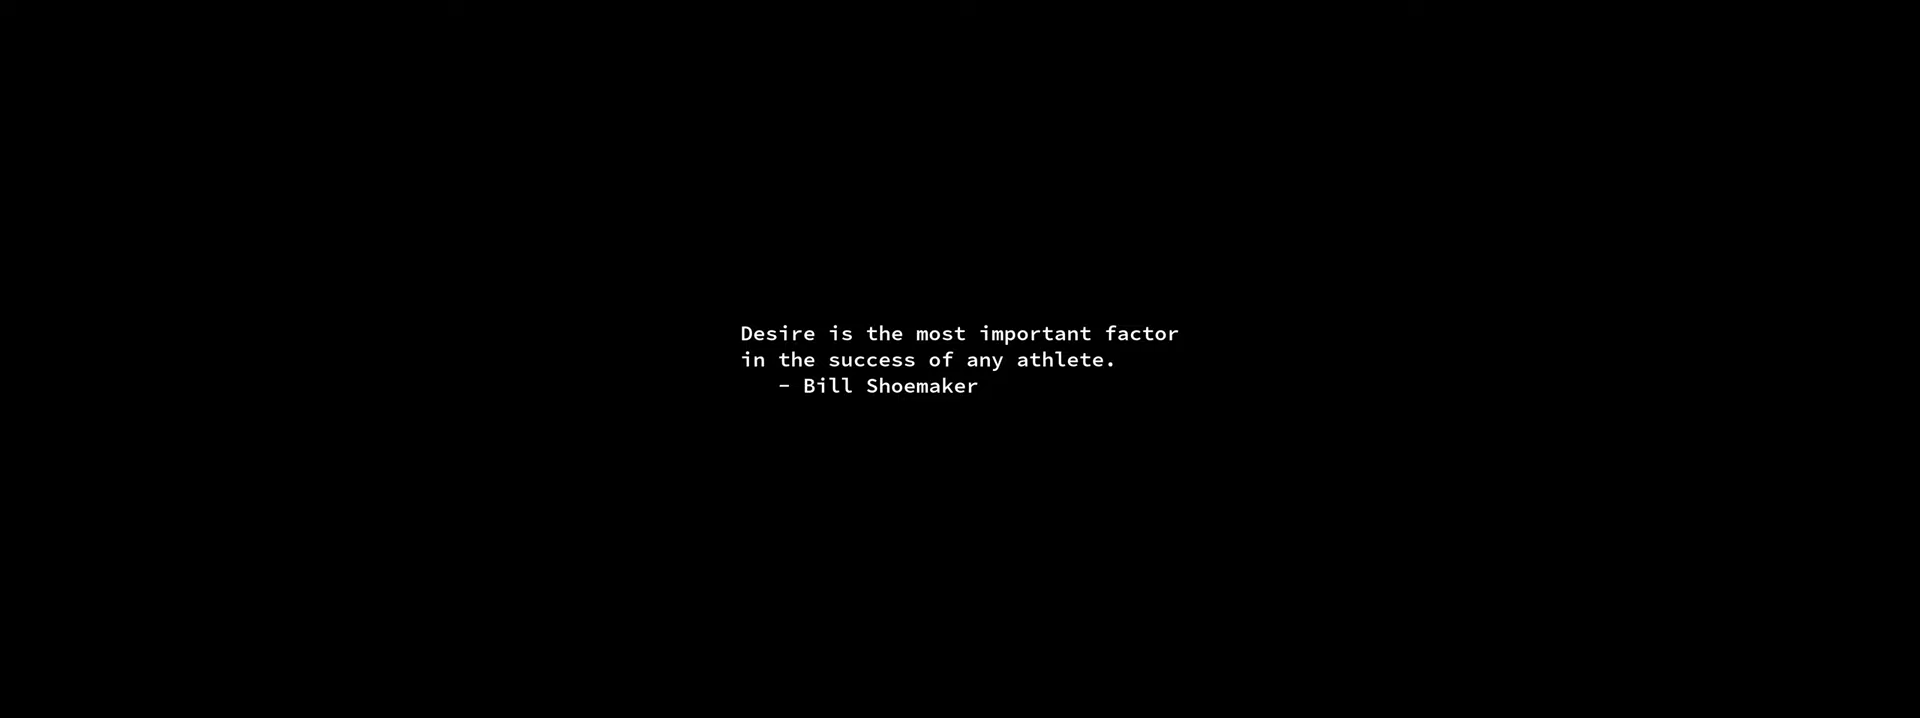 Desire is the most important factor
in the success of any athlete.
- Bill Shoemaker